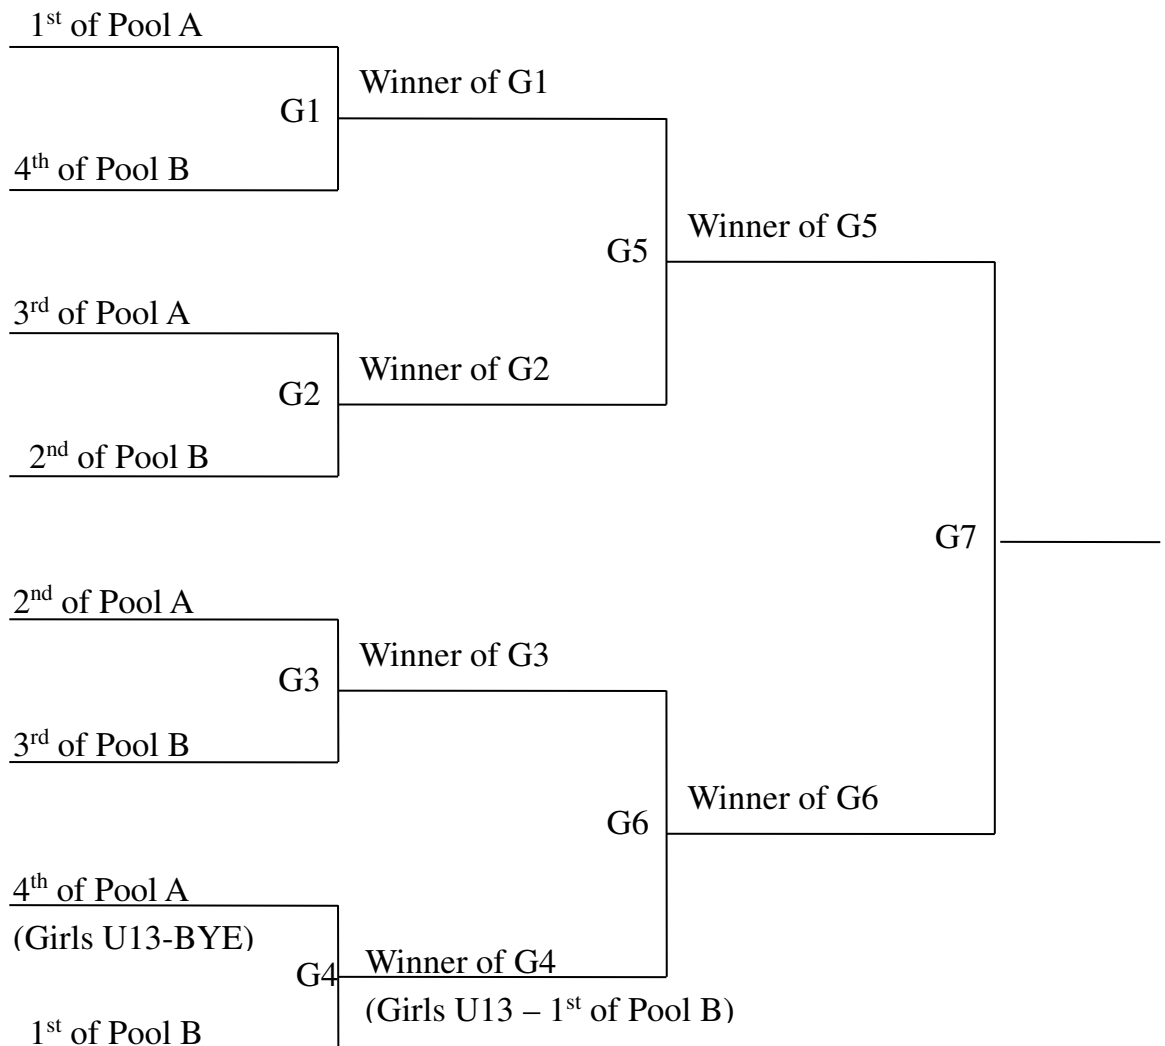 1st of Pool A
Winner of G1
G1
4th of Pool B
Winner of G5
G5
3rd of Pool A
Winner of G2
G2
2nd of Pool B
G7
2nd of Pool A
Winner of G3
G3
3rd of Pool B
Winner of G6
G6
4th of Pool A
(Girls U13-BYE)
Winner of G4
G4
(Girls U13 – 1st of Pool B)
1st of Pool B